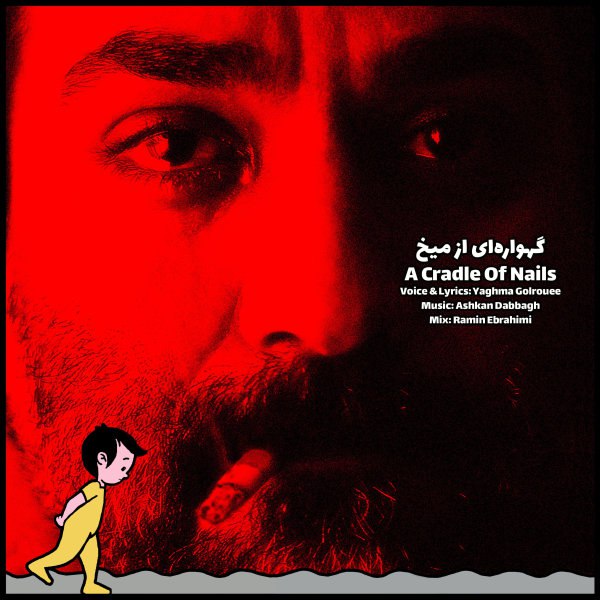 گهواره‌ای از میخ
A Cradle Of Nails
Voice & Lyrics: Yaghma Golrouee
Music: Ashkan Dabbagh
Mix: Ramin Ebrahimi